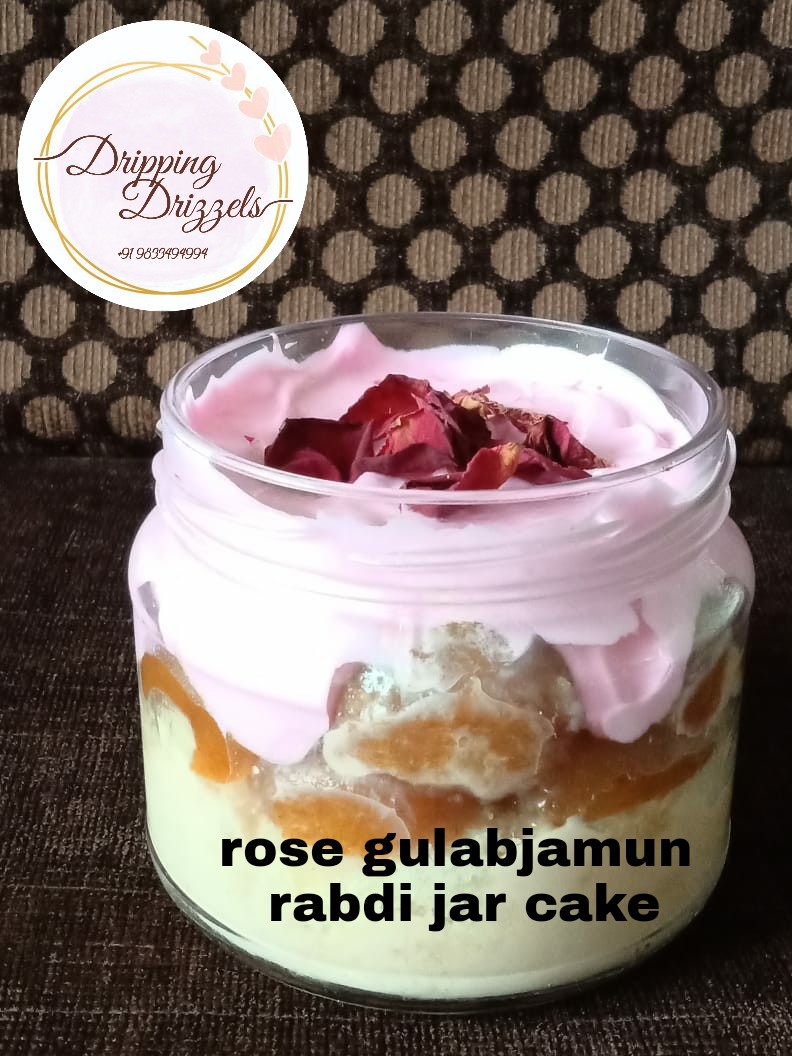 Dripping
Drizzels
+91 9833494994
rose gulabjamun
rabdi jar cake